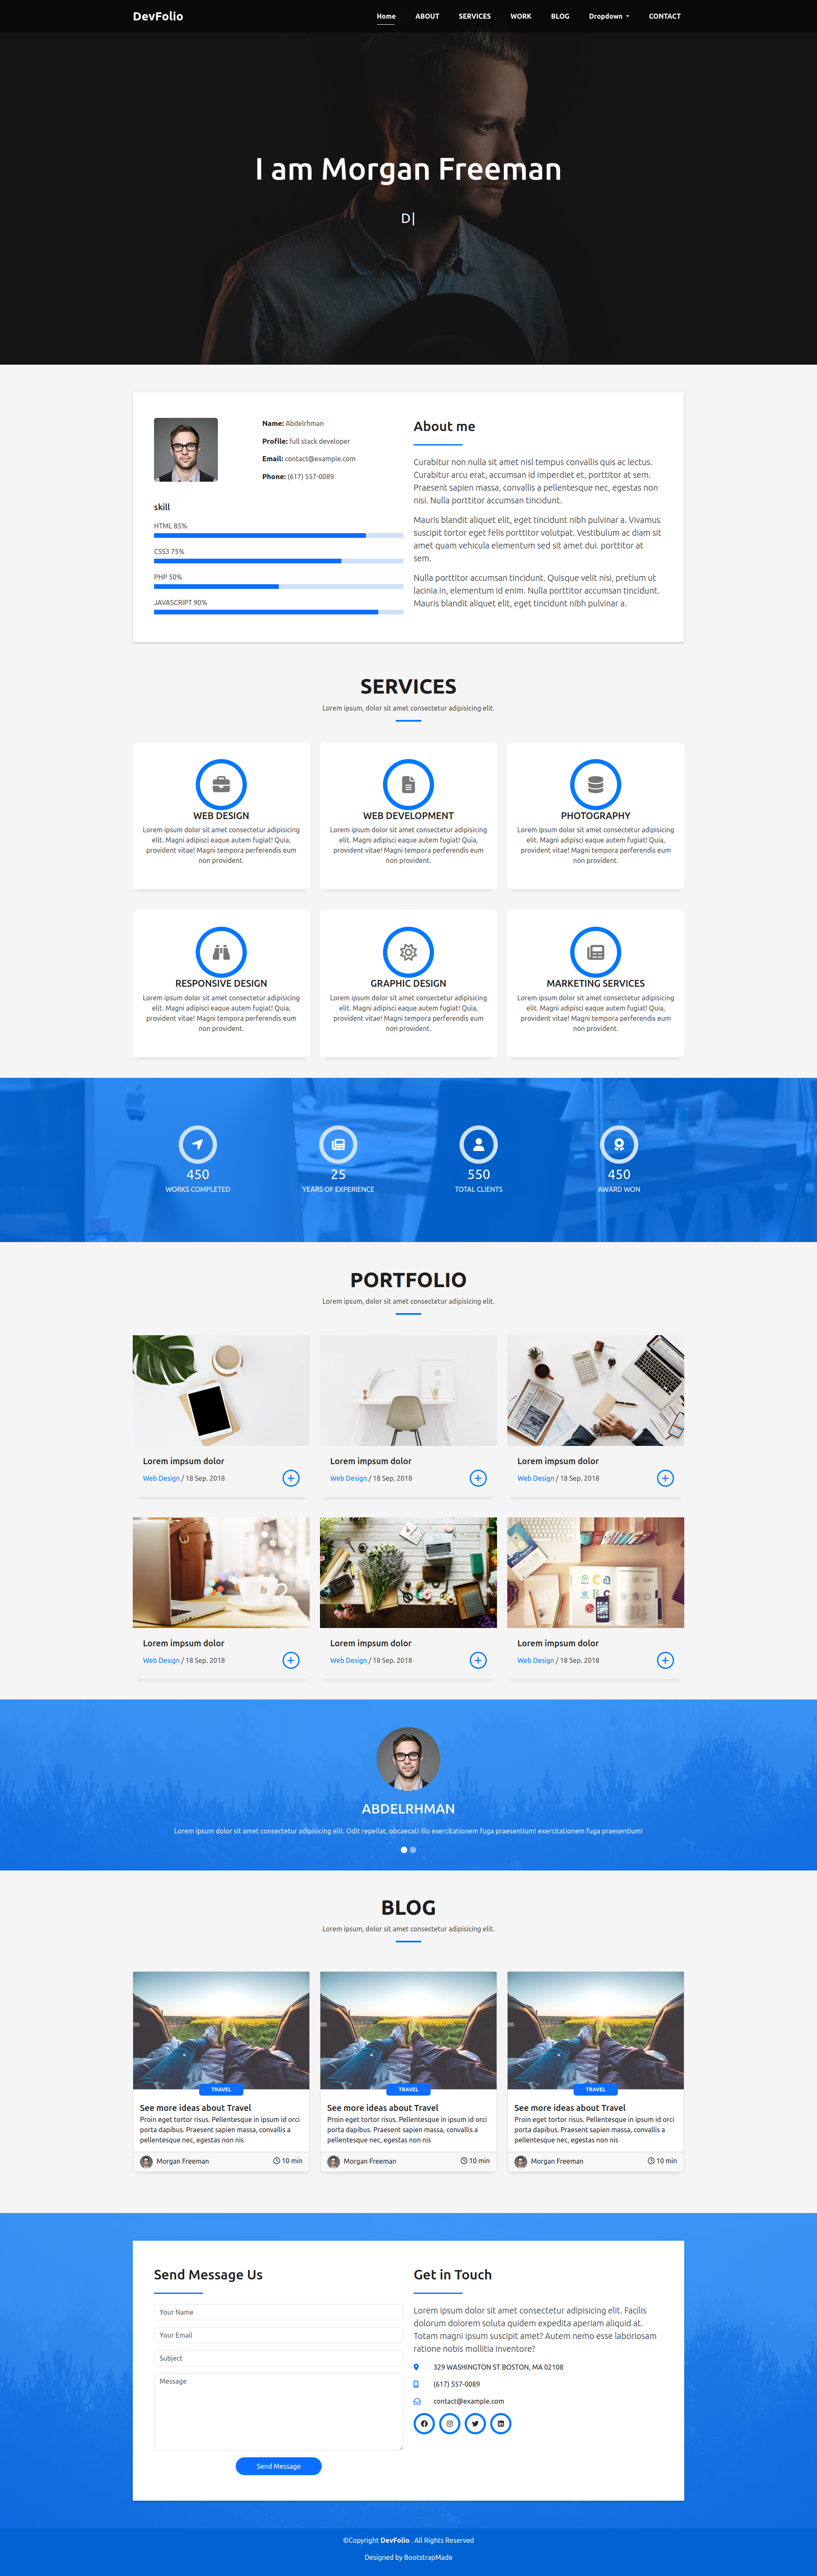 DevFolio
Home ABOUT SERVICES WORK BLOG Dropdown CONTACT
I am Morgan Freeman
D|
Name: Abdelrhman
Profile: full stack developer
Email: contact@example.com
Phone: (617) 557-0089
skill
HTML 85%
CSS3 75%
PHP 50%
JAVASCRIPT 90%
About me
Curabitur non nulla sit amet nisl tempus convallis quis ac lectus.
Curabitur arcu erat, accumsan id imperdiet et, porttitor at sem.
Praesent sapien massa, convallis a pellentesque nec, egestas non
nisi. Nulla porttitor accumsan tincidunt.
Mauris blandit aliquet elit, eget tincidunt nibh pulvinar a. Vivamus
suscipit tortor eget felis porttitor volutpat. Vestibulum ac diam sit
amet quam vehicula elementum sed sit amet dui. porttitor at
sem.
Nulla porttitor accumsan tincidunt. Quisque velit nisi, pretium ut
lacinia in, elementum id enim. Nulla porttitor accumsan tincidunt.
Mauris blandit aliquet elit, eget tincidunt nibh pulvinar a.
SERVICES
Lorem ipsum, dolor sit amet consectetur adipisicing elit.
WEB DESIGN
Lorem ipsum dolor sit amet consectetur adipisicing
elit. Magni adipisci eaque autem fugiat! Quia,
provident vitae! Magni tempora perferendis eum
non provident.
WEB DEVELOPMENT
Lorem ipsum dolor sit amet consectetur adipisicing
elit. Magni adipisci eaque autem fugiat! Quia,
provident vitae! Magni tempora perferendis eum
non provident.
PHOTOGRAPHY
Lorem ipsum dolor sit amet consectetur adipisicing
elit. Magni adipisci eaque autem fugiat! Quia,
provident vitae! Magni tempora perferendis eum
non provident.
RESPONSIVE DESIGN
Lorem ipsum dolor sit amet consectetur adipisicing
elit. Magni adipisci eaque autem fugiat! Quia,
provident vitae! Magni tempora perferendis eum
non provident.
GRAPHIC DESIGN
Lorem ipsum dolor sit amet consectetur adipisicing
elit. Magni adipisci eaque autem fugiat! Quia,
provident vitae! Magni tempora perferendis eum
non provident.
MARKETING SERVICES
Lorem ipsum dolor sit amet consectetur adipisicing
elit. Magni adipisci eaque autem fugiat! Quia,
provident vitae! Magni tempora perferendis eum
non provident.
450
WORKS COMPLETED
25
YEARS OF EXPERIENCE
550
TOTAL CLIENTS
450
AWARD WON
PORTFOLIO
Lorem ipsum, dolor sit amet consectetur adipisicing elit.
BUSINESS
Lorem impsum dolor
Web Design / 18 Sep. 2018
Lorem impsum dolor
Web Design / 18 Sep. 2018
Lorem impsum dolor
Web Design / 18 Sep. 2018
Lorem impsum dolor
Web Design / 18 Sep. 2018
Lorem impsum dolor
Web Design / 18 Sep. 2018
Lorem impsum dolor
Web Design / 18 Sep. 2018
ABDELRHMAN
Lorem ipsum dolor sit amet consectetur adipisicing elit. Odit repellat, obcaecati illo exercitationem fuga praesentium! exercitationem fuga praesentium!
BLOG
Lorem ipsum, dolor sit amet consectetur adipisicing elit.
TRAVEL
See more ideas about Travel
Proin eget tortor risus. Pellentesque in ipsum id orci
porta dapibus. Praesent sapien massa, convallis a
pellentesque nec, egestas non nis
Morgan Freeman 10 min
TRAVEL
See more ideas about Travel
Proin eget tortor risus. Pellentesque in ipsum id orci
porta dapibus. Praesent sapien massa, convallis a
pellentesque nec, egestas non nis
Morgan Freeman 10 min
TRAVEL
See more ideas about Travel
Proin eget tortor risus. Pellentesque in ipsum id orci
porta dapibus. Praesent sapien massa, convallis a
pellentesque nec, egestas non nis
Morgan Freeman 10 min
Send Message Us
Your Name
Your Email
Subject
Message
Send Message
Get in Touch
Lorem ipsum dolor sit amet consectetur adipisicing elit. Facilis
dolorum dolorem soluta quidem expedita aperiam aliquid at.
Totam magni ipsum suscipit amet? Autem nemo esse laboriosam
ratione nobis mollitia inventore?
329 WASHINGTON ST BOSTON, MA 02108
(617) 557-0089
contact@example.com
©Copyright DevFolio . All Rights Reserved
Designed by BootstrapMade